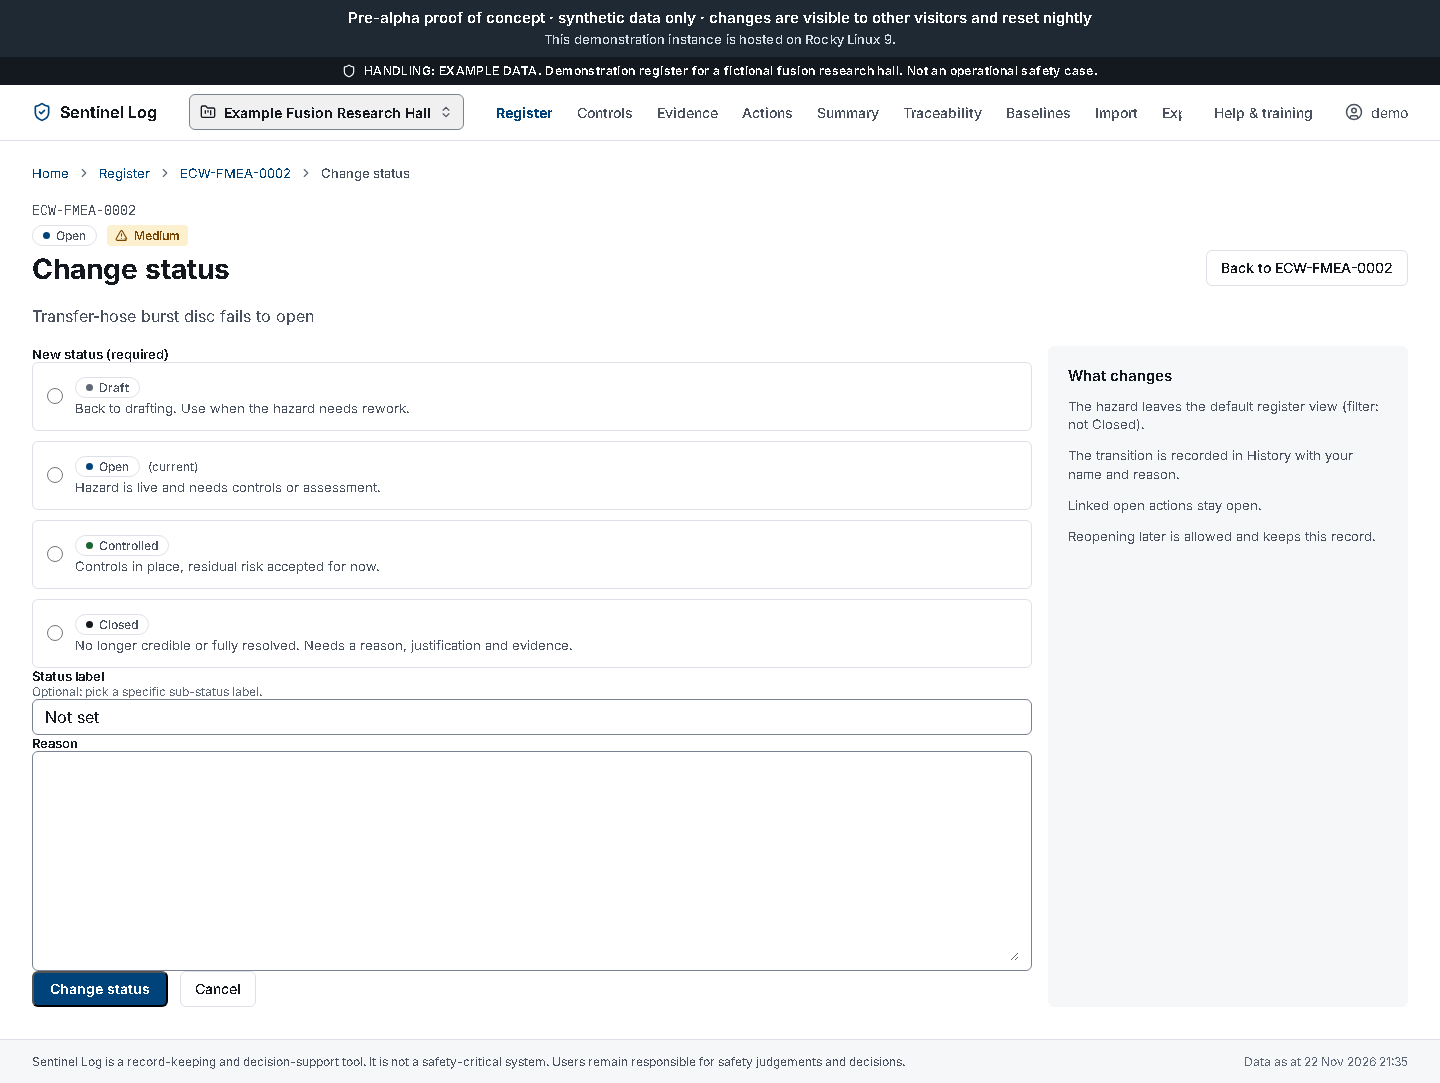 Pre-alpha proof of concept · synthetic data only · changes are visible to other visitors and reset nightly
This demonstration instance is hosted on Rocky Linux 9.
HANDLING: EXAMPLE DATA. Demonstration register for a fictional fusion research hall. Not an operational safety case.
Sentinel Log
Example Fusion Research Hall
Register Controls Evidence Actions Summary Traceability Baselines Import Exp Help & training demo
Home > Register > ECW-FMEA-0002 > Change status
ECW-FMEA-0002
Open Medium
Change status
Back to ECW-FMEA-0002
Transfer-hose burst disc fails to open
New status (required)
Draft
Back to drafting. Use when the hazard needs rework.
Open (current)
Hazard is live and needs controls or assessment.
Controlled
Controls in place, residual risk accepted for now.
Closed
No longer credible or fully resolved. Needs a reason, justification and evidence.
Status label
Optional: pick a specific sub-status label.
Not set
Reason
Change status Cancel
What changes
The hazard leaves the default register view (filter:
not Closed).
The transition is recorded in History with your
name and reason.
Linked open actions stay open.
Reopening later is allowed and keeps this record.
Sentinel Log is a record-keeping and decision-support tool. It is not a safety-critical system. Users remain responsible for safety judgements and decisions.
Data as at 22 Nov 2026 21:35